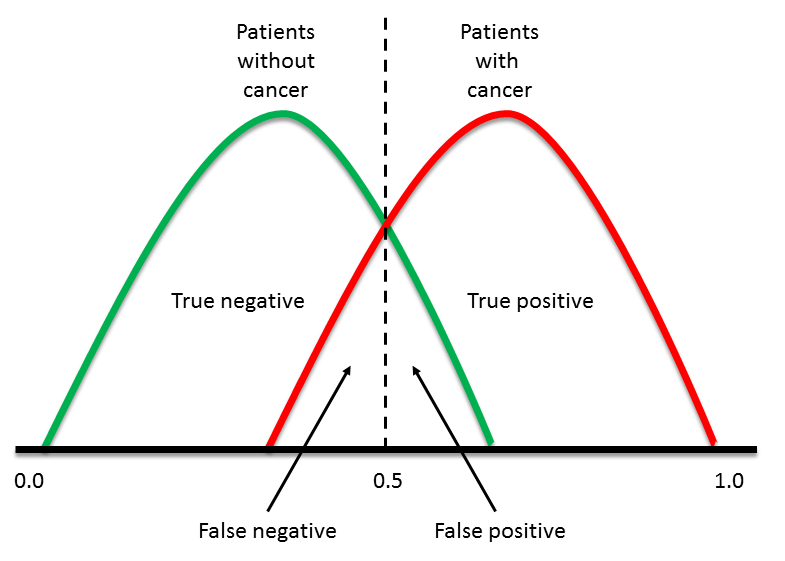 Patients
without
cancer
Patients
with
cancer
True negative
True positive
0.0
0.5
1.0
False negative
False positive